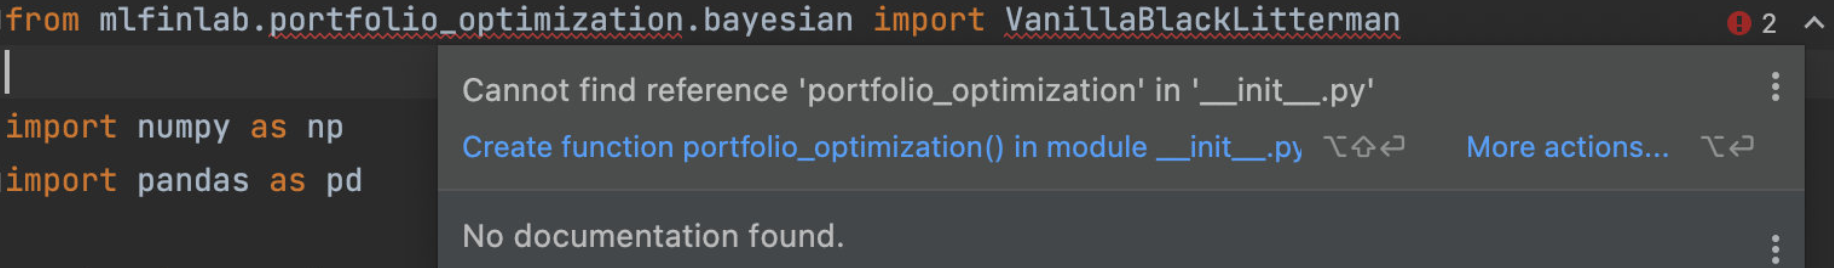 from mlfinlab.portfolio_optimization.bayesian import VanillaBlackLitterman
2
Cannot find reference 'portfolio_optimization' in '__init__.py'
import numpy as np
Create function portfolio_optimization() in module __init__.py ⌥⇧⏎ More actions... ⌥⏎
import pandas as pd
No documentation found.